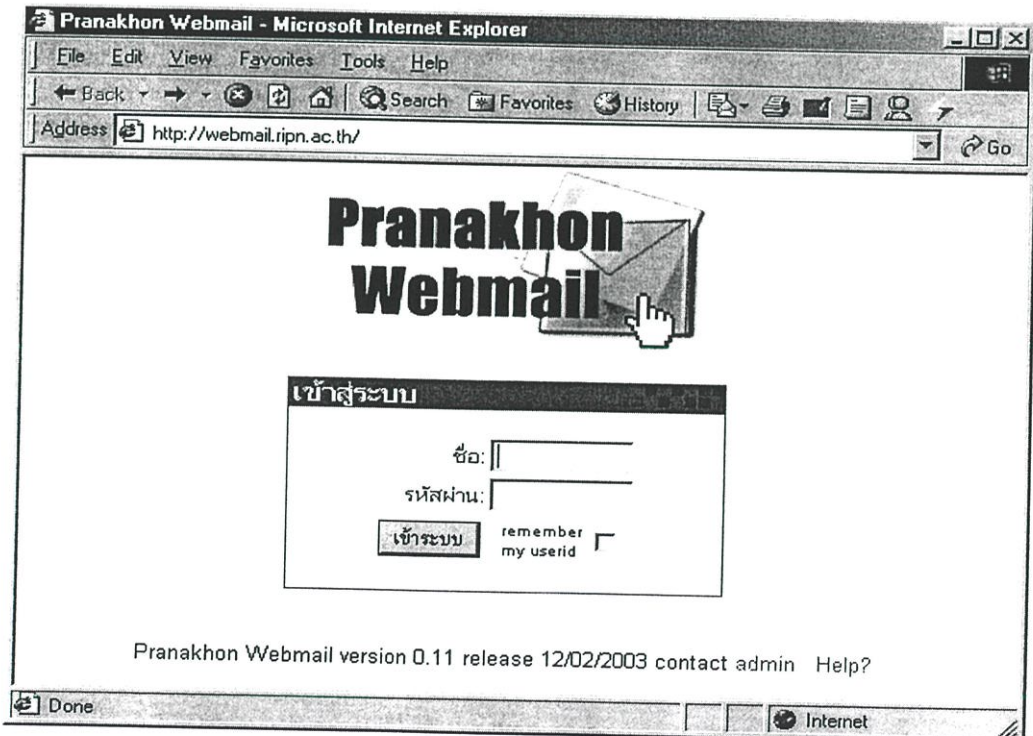 Pranakhon Webmail - Microsoft Internet Explorer
File Edit View Favorites Tools Help
Back Search Favorites History
Address http://webmail.ripn.ac.th/ Go
Pranakhon
Webmail
เข้าสู่ระบบ
ชื่อ:
รหัสผ่าน:
เข้าระบบ remember my userid
Pranakhon Webmail version 0.11 release 12/02/2003 contact admin Help?
Done Internet